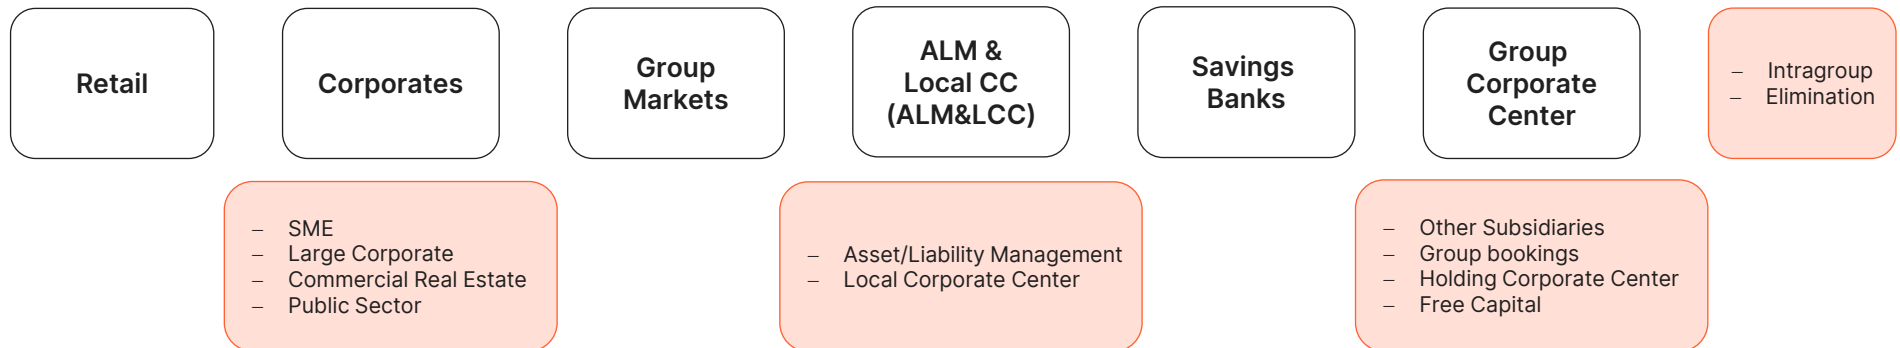 Retail
Corporates
Group
Markets
ALM &
Local CC
(ALM&LCC)
Savings
Banks
Group
Corporate
Center
– Intragroup
– Elimination
– SME
– Large Corporate
– Commercial Real Estate
– Public Sector
– Asset/Liability Management
– Local Corporate Center
– Other Subsidiaries
– Group bookings
– Holding Corporate Center
– Free Capital